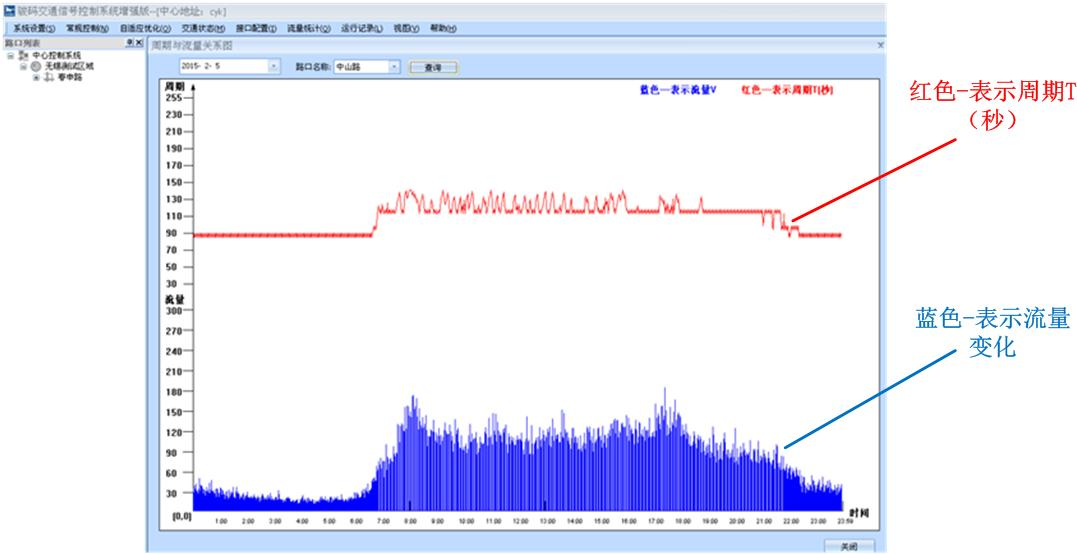 骏码交通信号控制系统增强版--[中心地址: cyk]
系统设置(S) 常规控制(N) 自适应优化(O) 交通状态(M) 接口配置(I) 流量统计(Q) 运行记录(L) 视图(V) 帮助(H)
路口列表
周期与流量关系图
中心控制系统
无锡测试区域
春申路
2015- 2- 5 路口名称: 中山路 查询
周期
蓝色—表示流量V 红色—表示周期T(秒)
255
230
210
190
170
150
130
110
90
70
50
30
流量
300
270
240
210
180
150
120
90
60
30
(0,0)
1:00 2:00 3:00 4:00 5:00 6:00 7:00 8:00 9:00 10:00 11:00 12:00 13:00 14:00 15:00 16:00 17:00 18:00 19:00 20:00 21:00 22:00 23:00 23:59
时间
关闭
红色-表示周期T
（秒）
蓝色-表示流量
变化